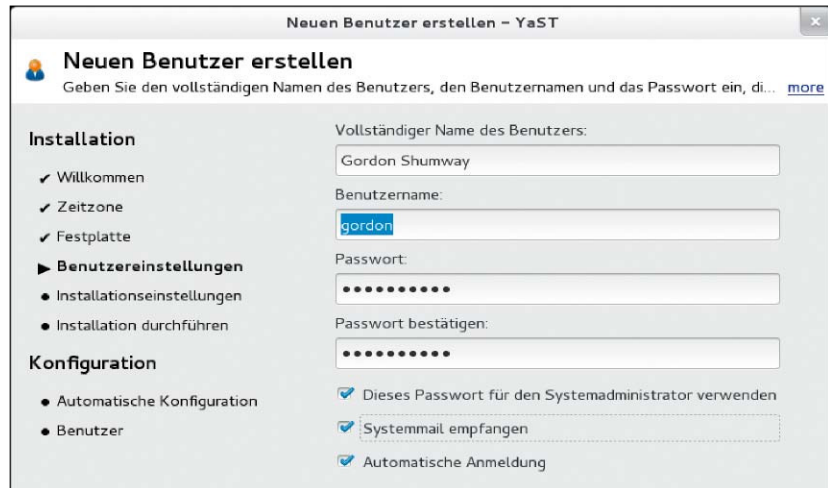 Neuen Benutzer erstellen – YaST
Neuen Benutzer erstellen
Geben Sie den vollständigen Namen des Benutzers, den Benutzernamen und das Passwort ein, di... more
Installation
Willkommen
Zeitzone
Festplatte
Benutzereinstellungen
Installationseinstellungen
Installation durchführen
Konfiguration
Automatische Konfiguration
Benutzer
Vollständiger Name des Benutzers:
Gordon Shumway
Benutzername:
gordon
Passwort:
●●●●●●●●●●
Passwort bestätigen:
●●●●●●●●●●
Dieses Passwort für den Systemadministrator verwenden
Systemmail empfangen
Automatische Anmeldung